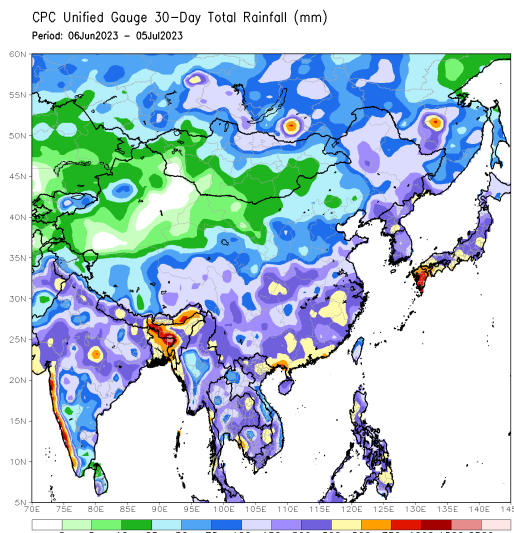 CPC Unified Gauge 30-Day Total Rainfall (mm)
Period: 06Jun2023 - 05Jul2023
60N
55N
50N
45N
40N
35N
30N
25N
20N
15N
10N
5N
70E 75E 80E 85E 90E 95E 100E 105E 110E 115E 120E 125E 130E 135E 140E